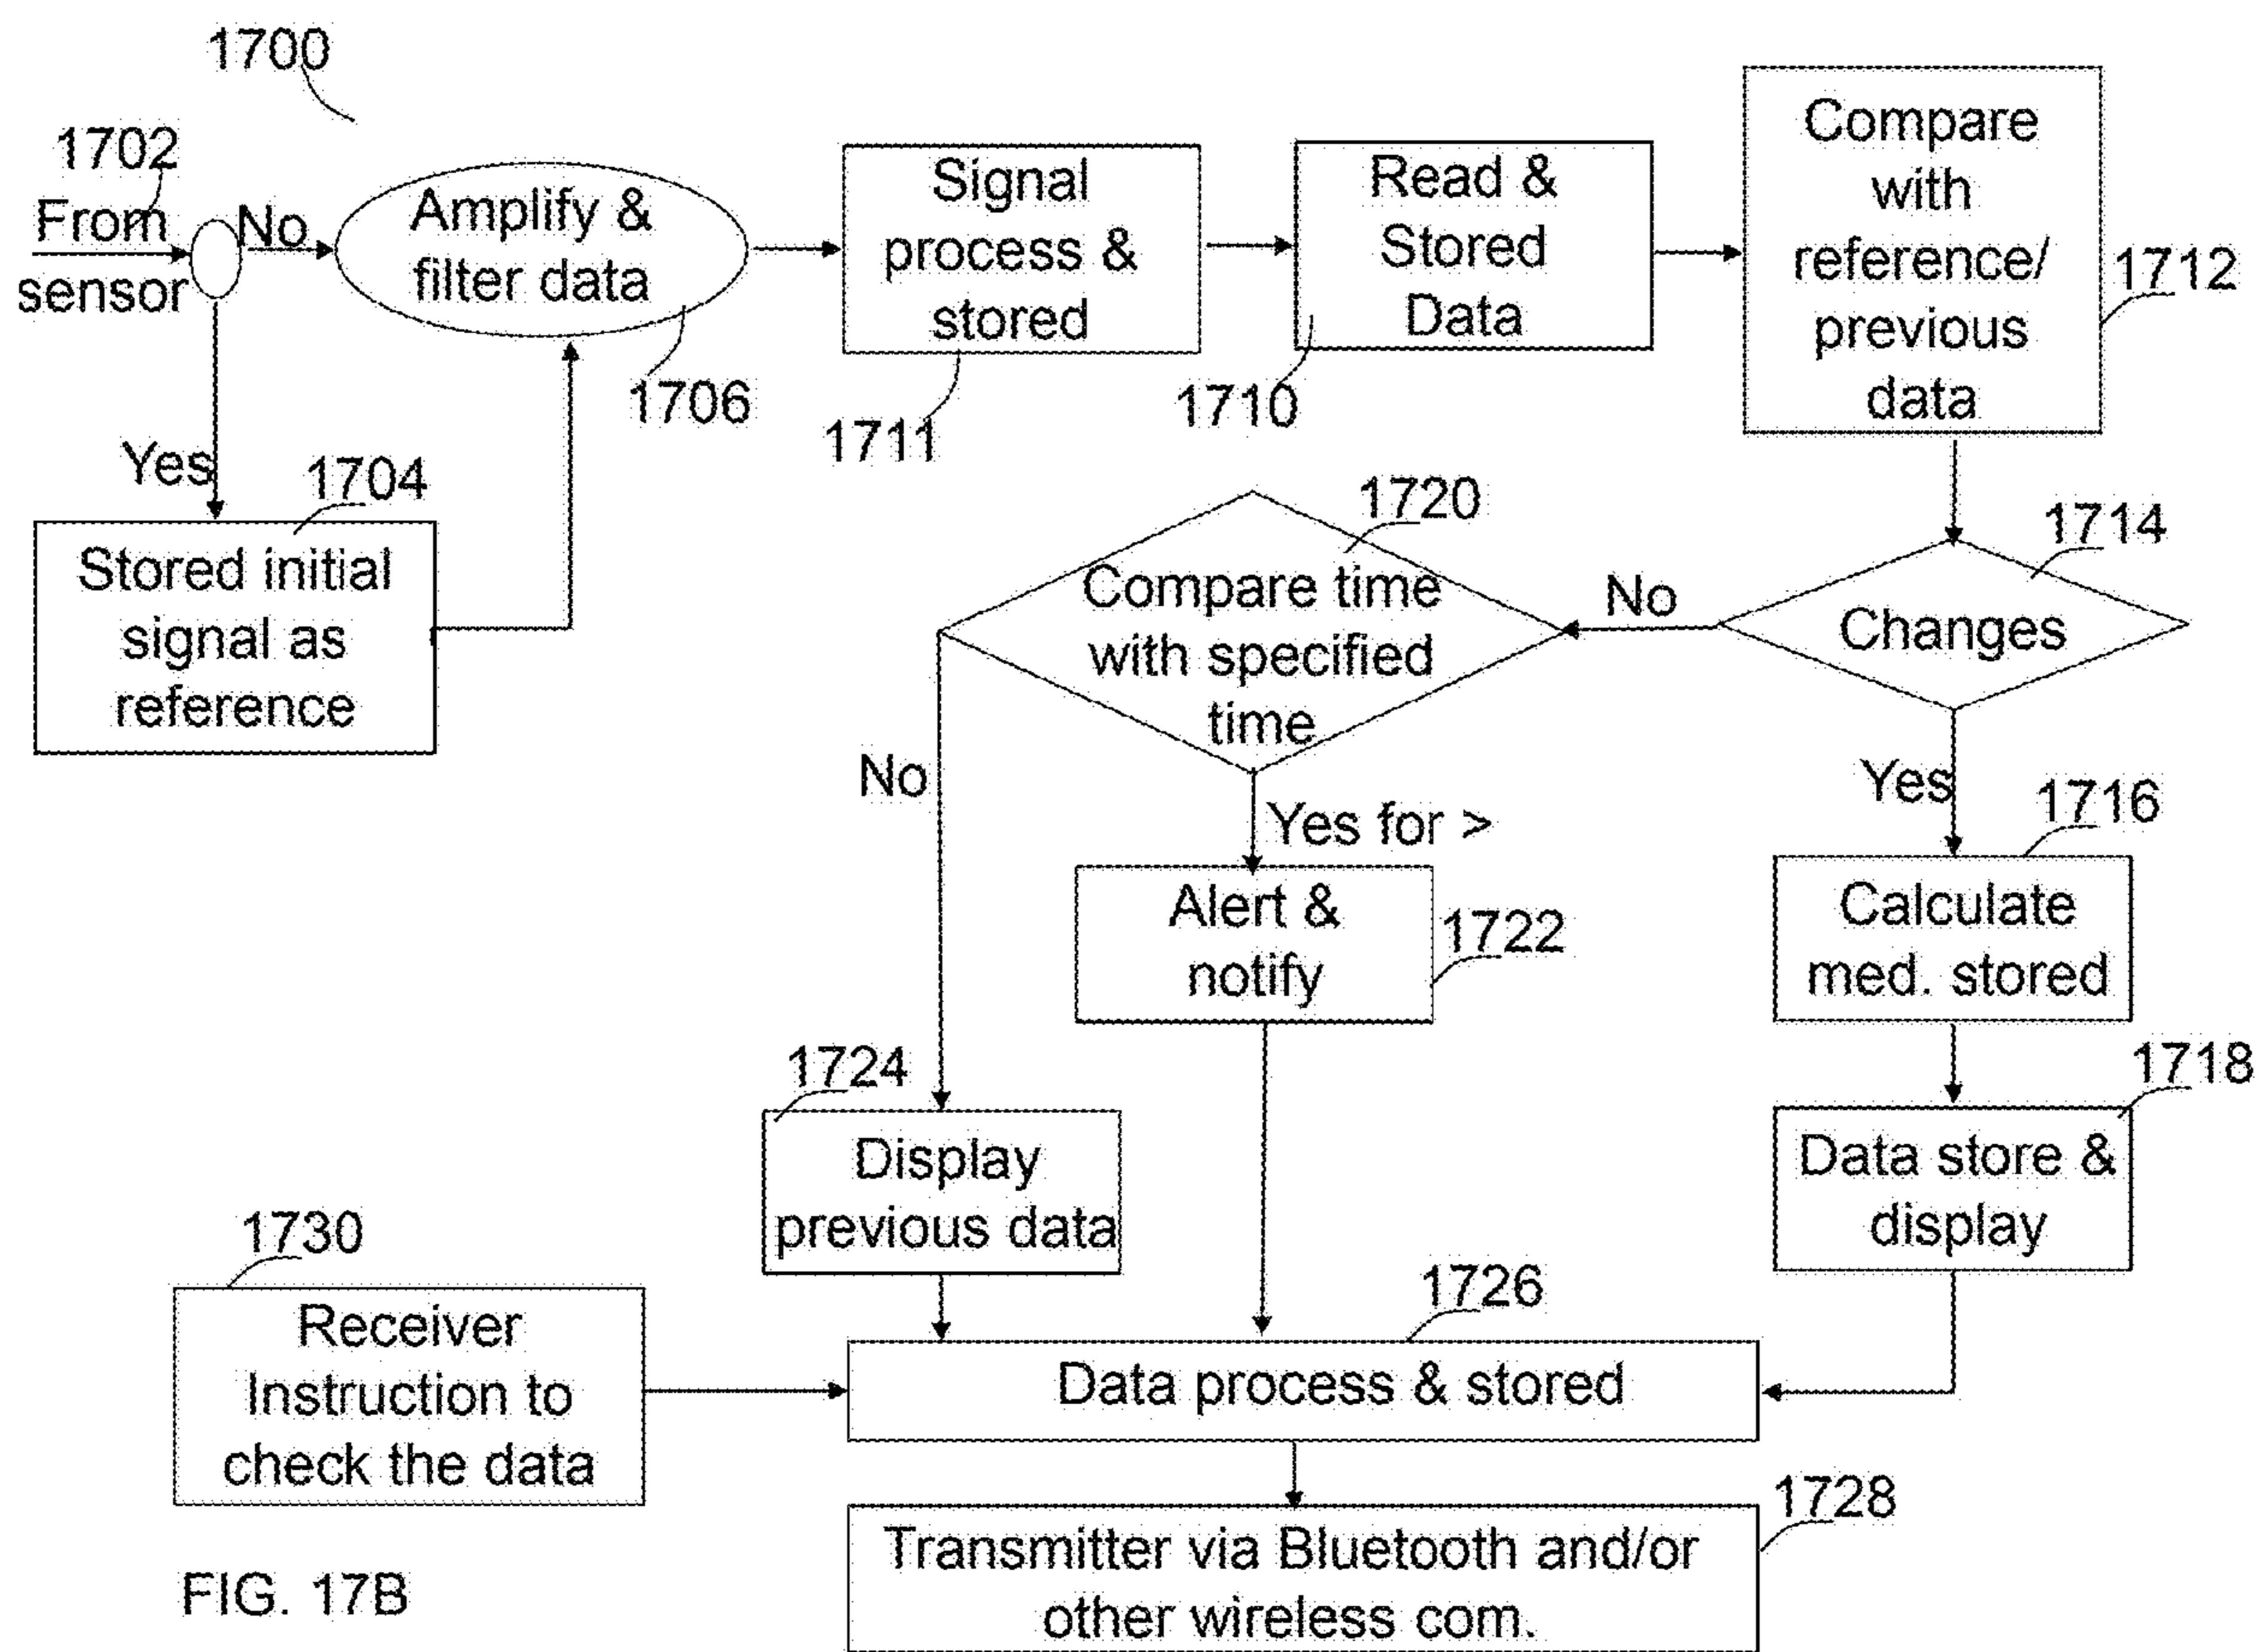 1700
1702
From
sensor
No
Amplify &
filter data
1706
Signal
process &
stored
1711
Read &
Stored
Data
1710
Compare
with
reference/
previous
data
1712
Yes
1704
Stored initial
signal as
reference
1720
Compare time
with specified
time
No
1714
Changes
No
Yes for >
Yes
1716
Calculate
med. stored
Alert &
notify
1722
1724
Display
previous data
1718
Data store &
display
1730
Receiver
Instruction to
check the data
1726
Data process & stored
1728
Transmitter via Bluetooth and/or
other wireless com.
FIG. 17B